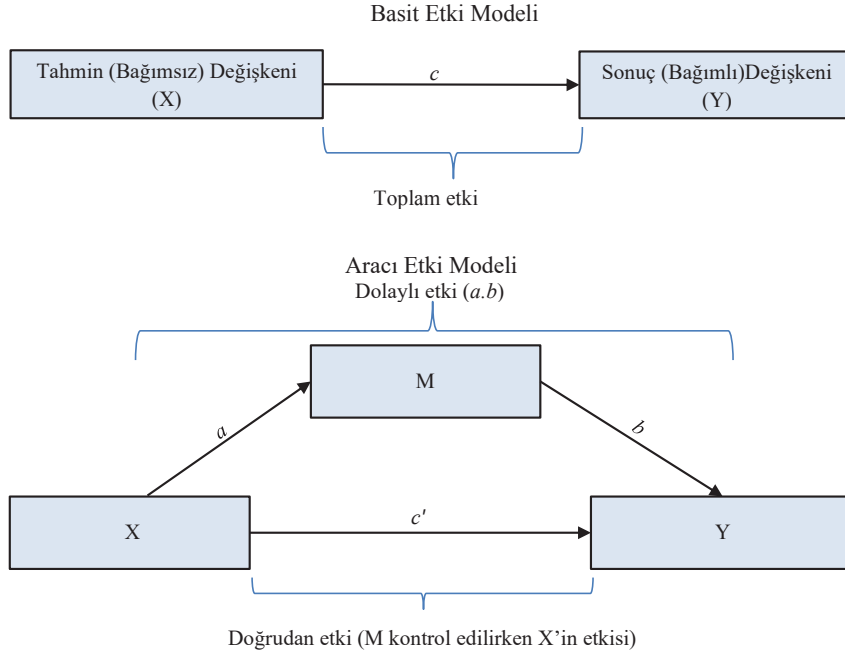 Basit Etki Modeli
Tahmin (Bağımsız) Değişkeni
(X)
c
Sonuç (Bağımlı)Değişkeni
(Y)
Toplam etki
Aracı Etki Modeli
Dolaylı etki (a.b)
M
a
b
X
c'
Y
Doğrudan etki (M kontrol edilirken X’in etkisi)